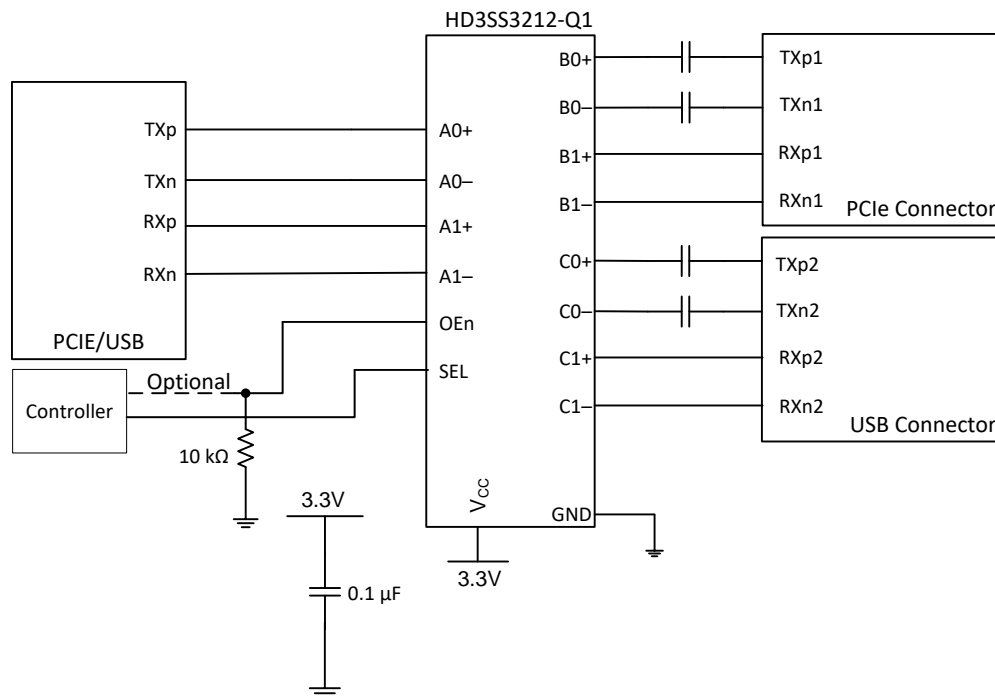 HD3SS3212-Q1
TXp
TXn
RXp
RXn
PCIE/USB
Controller
Optional
10 kΩ
3.3V
0.1 µF
A0+
A0–
A1+
A1–
OEn
SEL
VCC
3.3V
GND
B0+
B0–
B1+
B1–
C0+
C0–
C1+
C1–
TXp1
TXn1
RXp1
RXn1
PCIe Connector
TXp2
TXn2
RXp2
RXn2
USB Connector